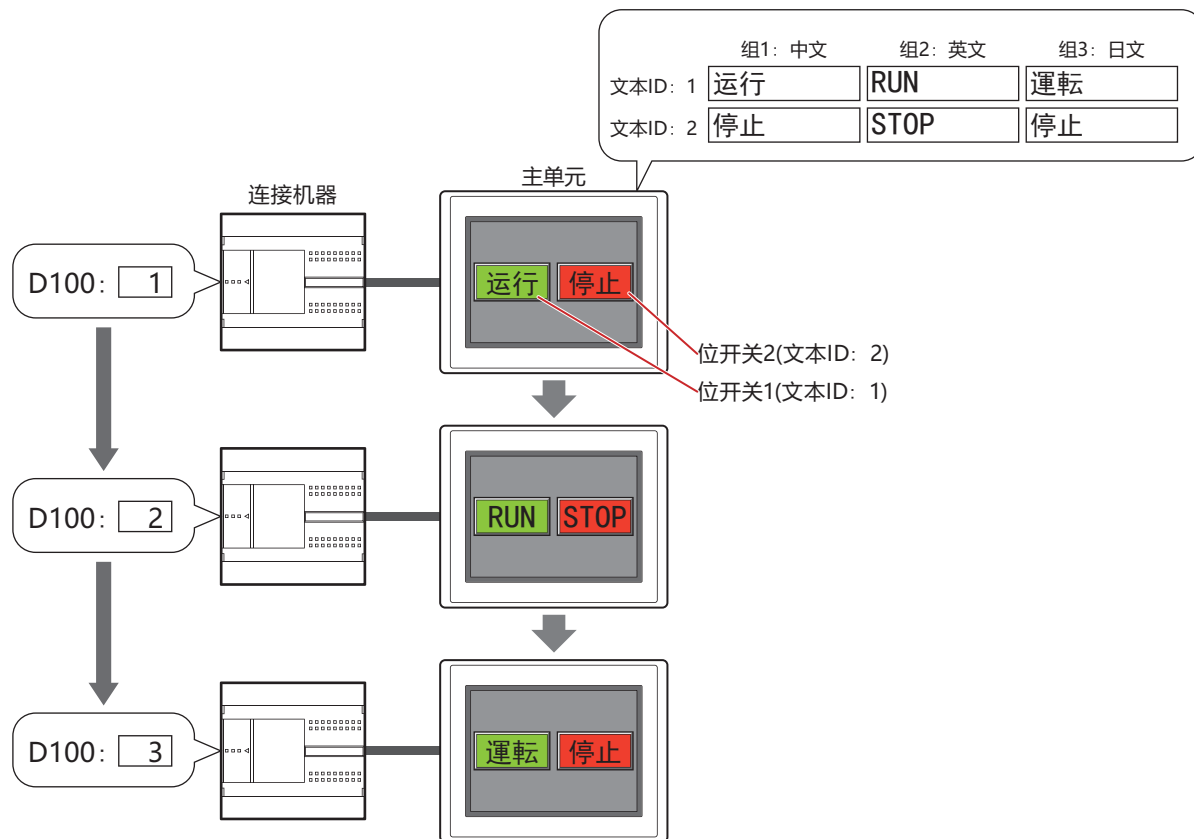 组1：中文 组2：英文 组3：日文
文本ID：1 运行 RUN 運転
文本ID：2 停止 STOP 停止
连接机器
主单元
D100： 1
运行 停止
位开关2(文本ID：2)
位开关1(文本ID：1)
D100： 2
RUN STOP
D100： 3
運転 停止